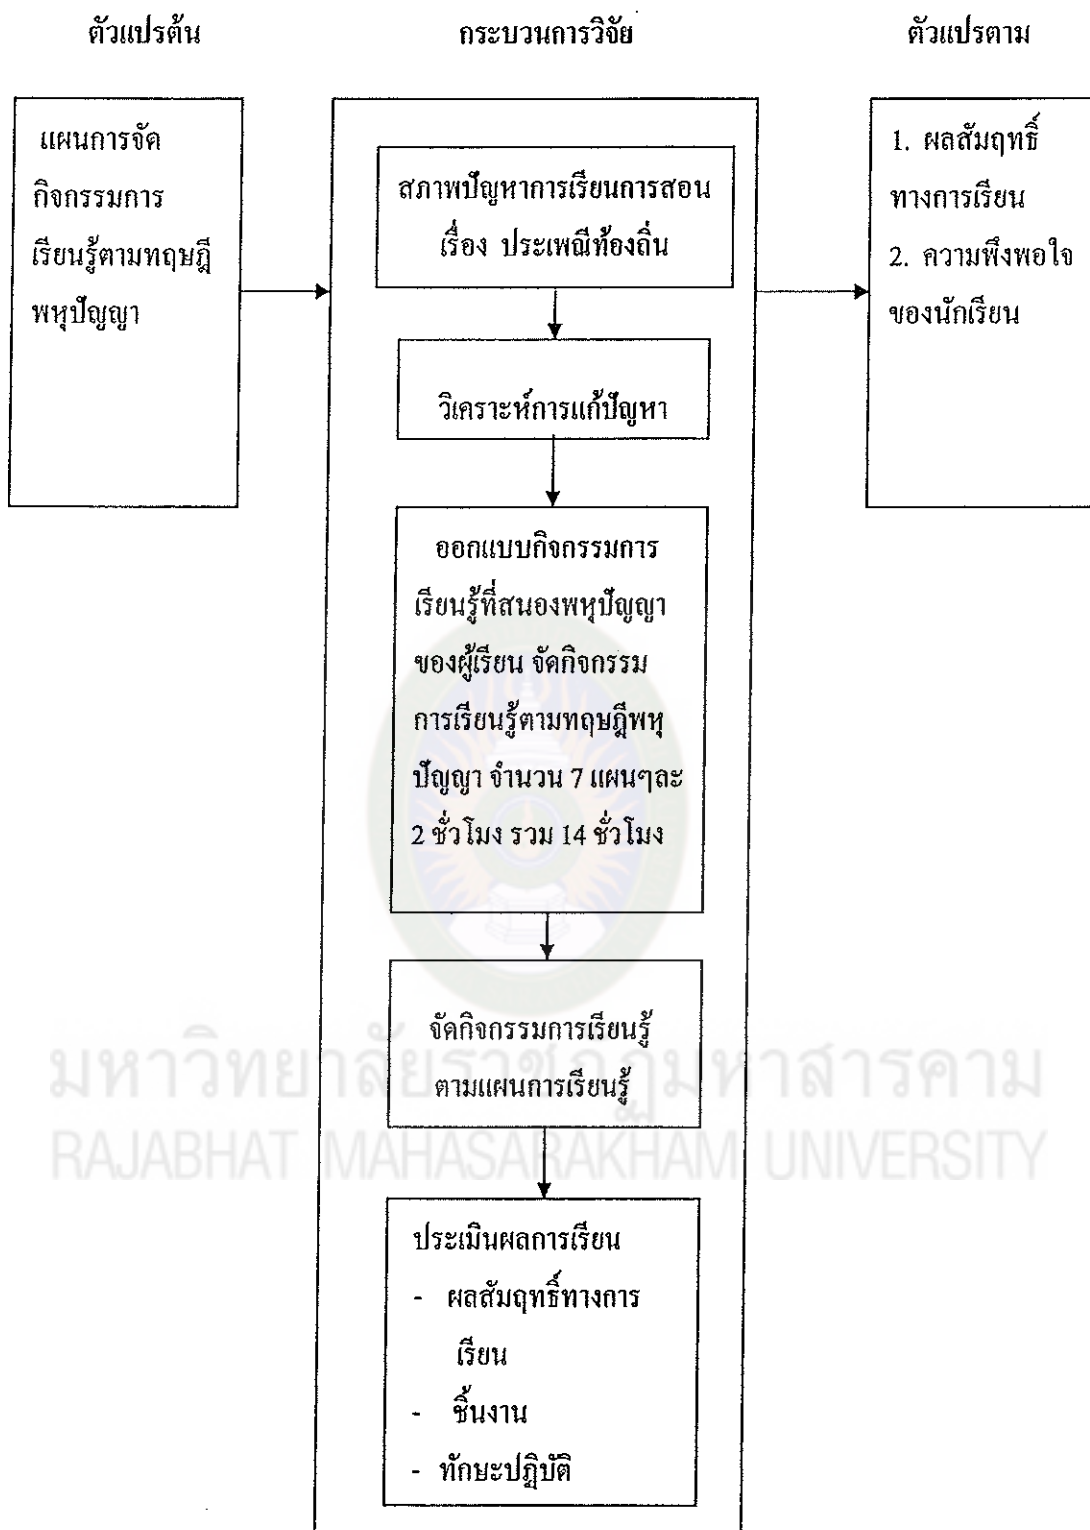 ตัวแปรต้น
กระบวนการวิจัย
ตัวแปรตาม
แผนการจัด
กิจกรรมการ
เรียนรู้ตามทฤษฎี
พหุปัญญา
สภาพปัญหาการเรียนการสอน
เรื่อง ประเพณีท้องถิ่น
วิเคราะห์การแก้ปัญหา
ออกแบบกิจกรรมการ
เรียนรู้ที่สนองพหุปัญญา
ของผู้เรียน จัดกิจกรรม
การเรียนรู้ตามทฤษฎีพหุ
ปัญญา จำนวน 7 แผนๆละ
2 ชั่วโมง รวม 14 ชั่วโมง
จัดกิจกรรมการเรียนรู้
ตามแผนการเรียนรู้
ประเมินผลการเรียน
- ผลสัมฤทธิ์ทางการ
เรียน
- ชิ้นงาน
- ทักษะปฏิบัติ
1. ผลสัมฤทธิ์
ทางการเรียน
2. ความพึงพอใจ
ของนักเรียน
มหาวิทยาลัยราชภัฏมหาสารคาม
RAJABHAT MAHASARAKHAM UNIVERSITY